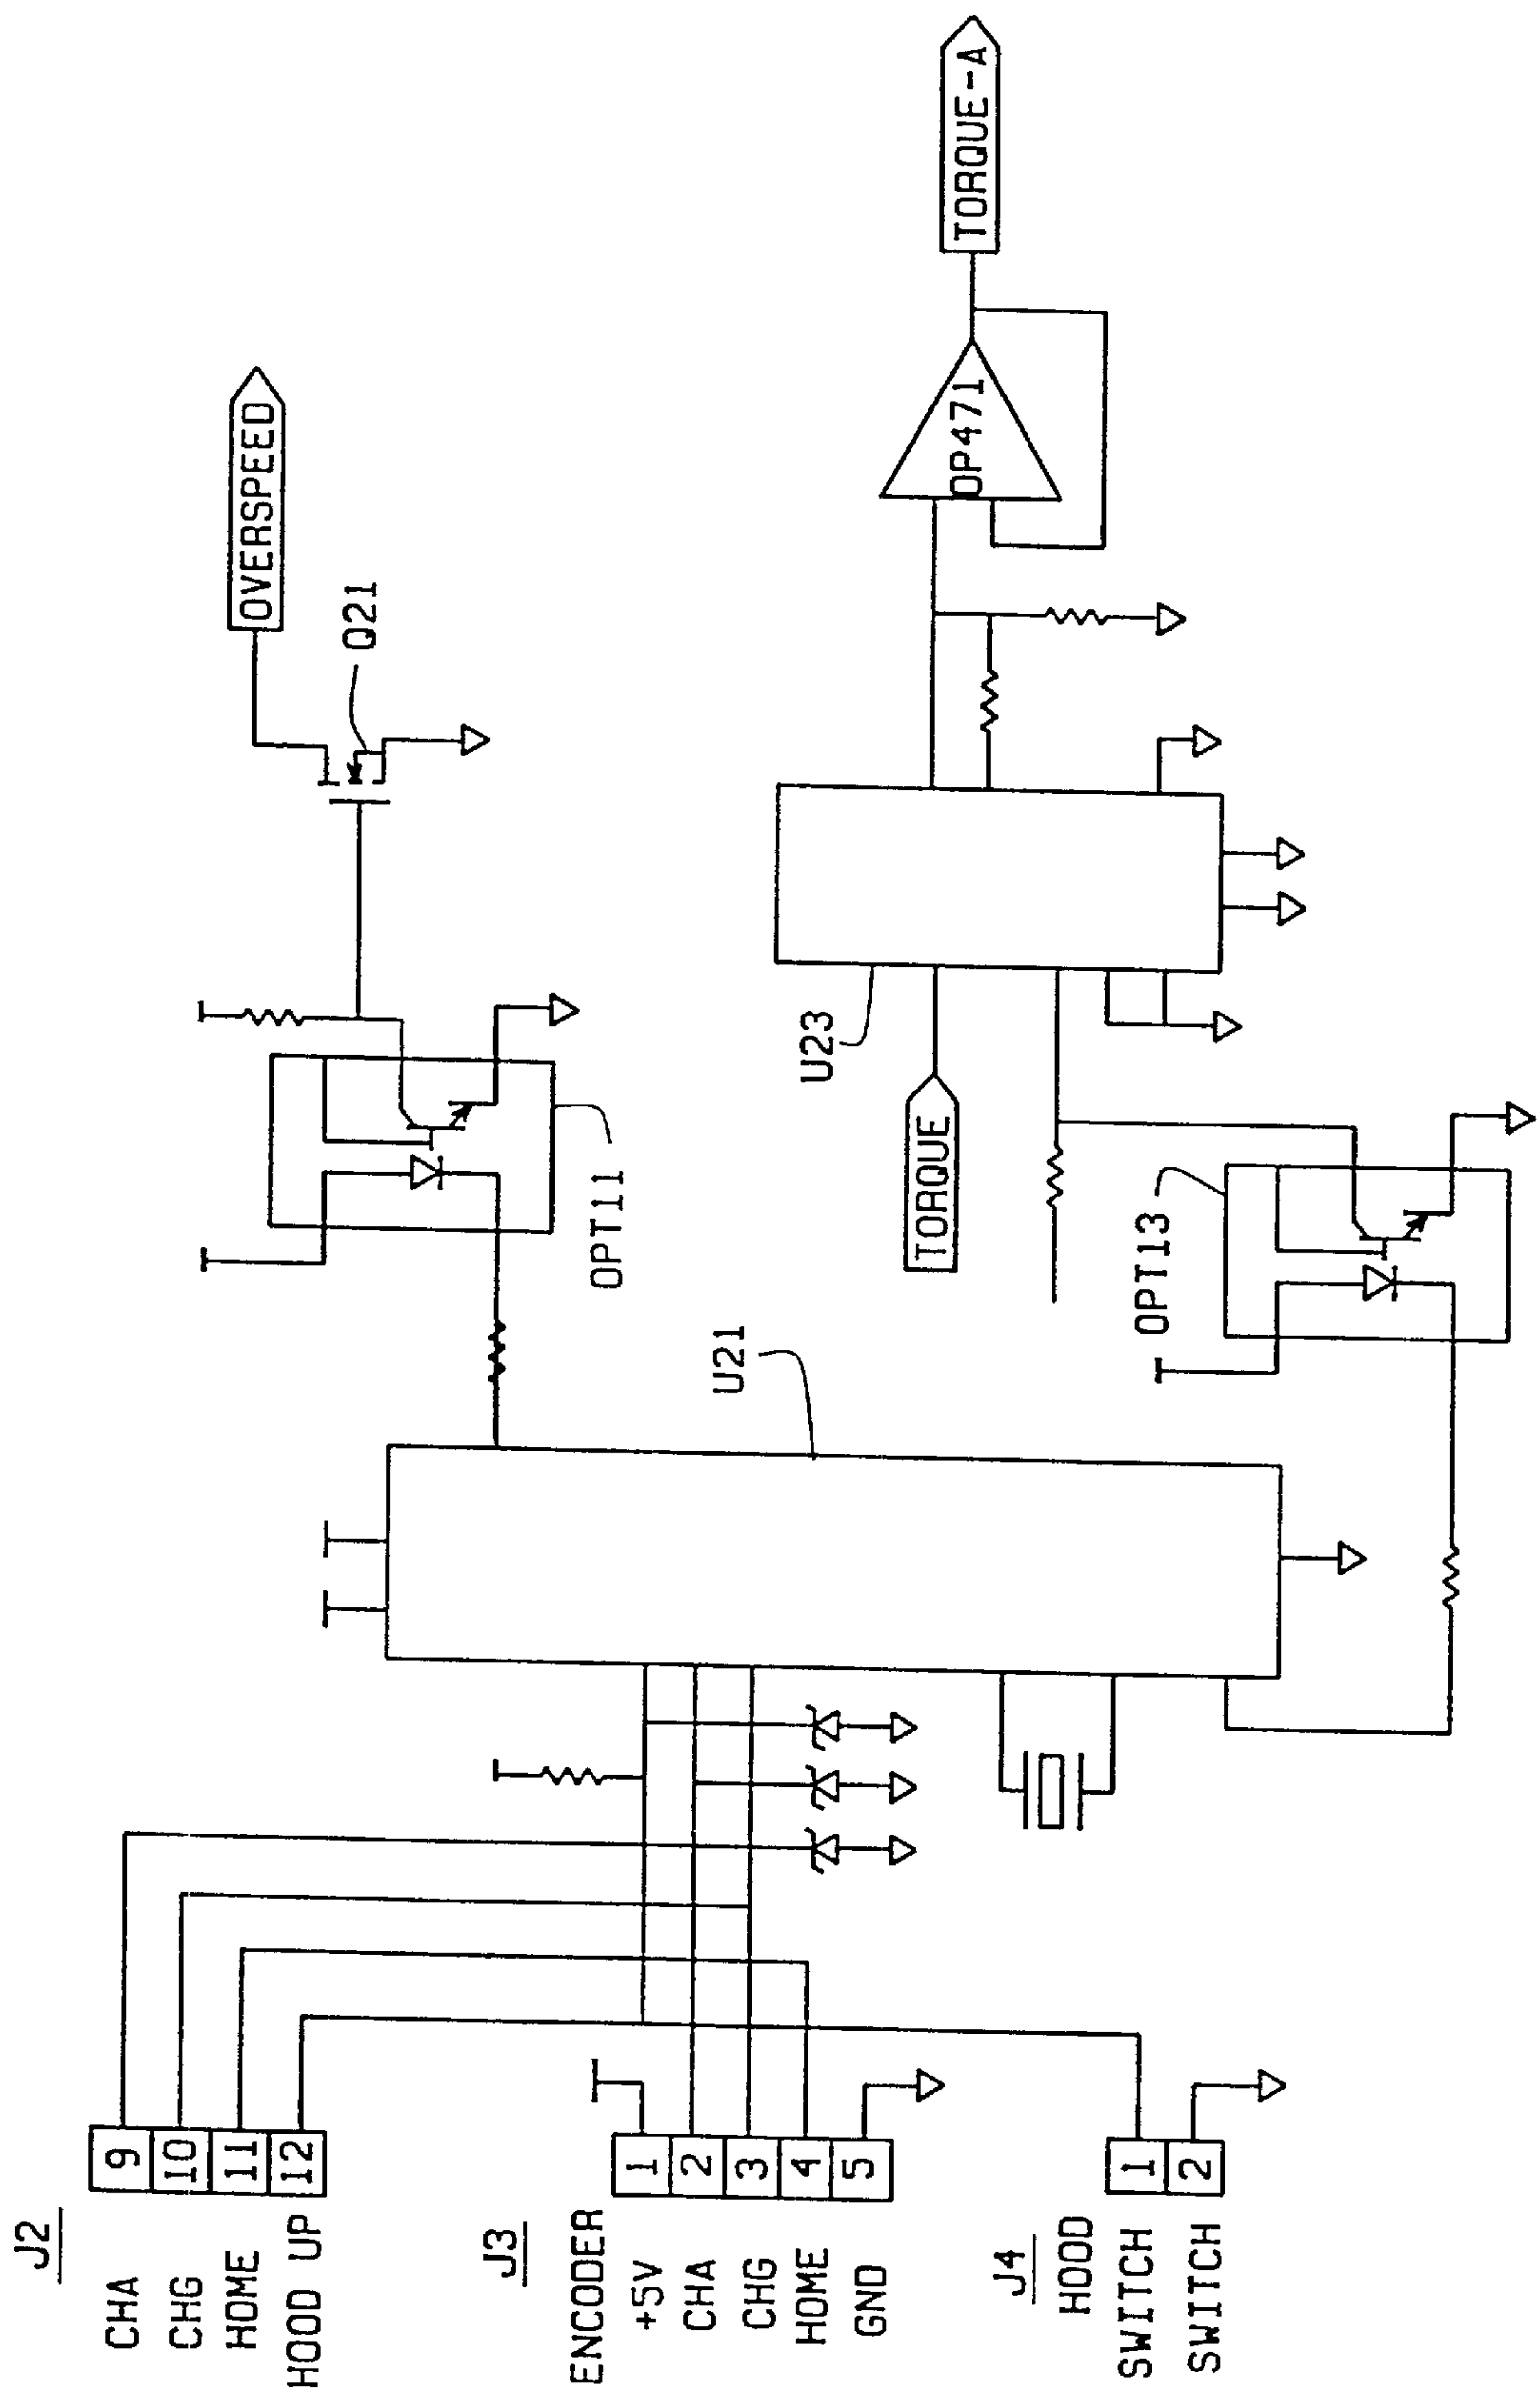 J2
CHA 9
CHG 10
HOME 11
HOOD UP 12
J3
ENCODER
+5V 1
CHA 2
CHG 3
HOME 4
GND 5
J4
HOOD
SWITCH 1
SWITCH 2
U21
OPT11
OPT13
Q21
OVERSPEED
TORQUE
U23
OP471
TORQUE-A